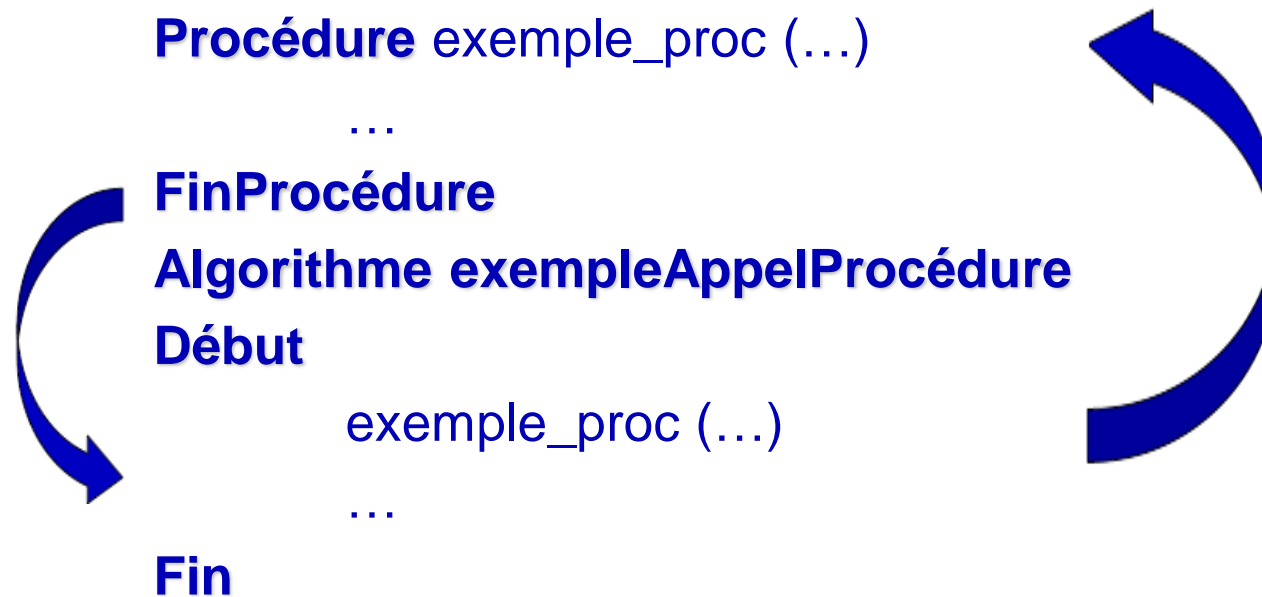 Procédure exemple_proc (…)
…
FinProcédure
Algorithme exempleAppelProcédure
Début
exemple_proc (…)
…
Fin